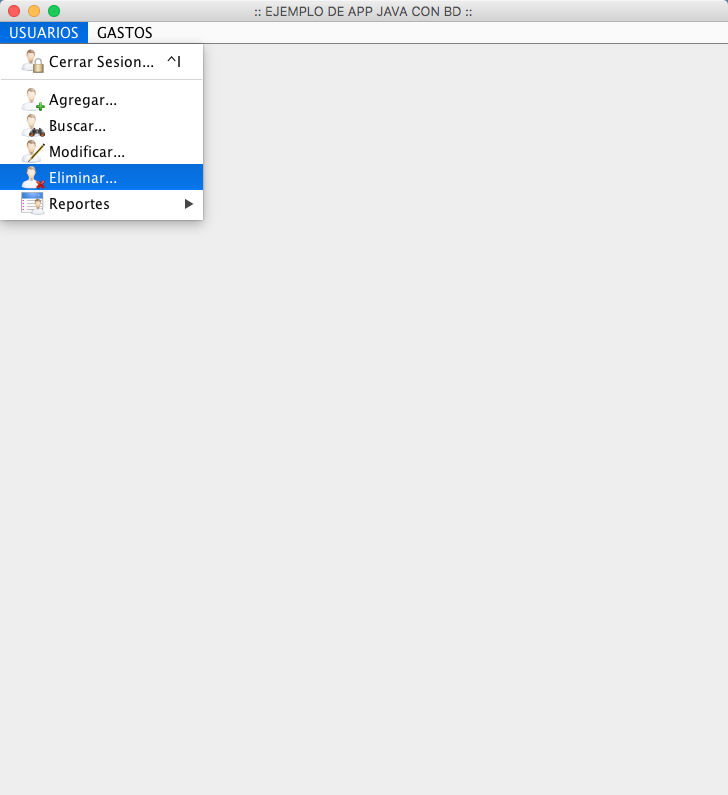 :: EJEMPLO DE APP JAVA CON BD ::
USUARIOS GASTOS
Cerrar Sesion... ^I
Agregar...
Buscar...
Modificar...
Eliminar...
Reportes